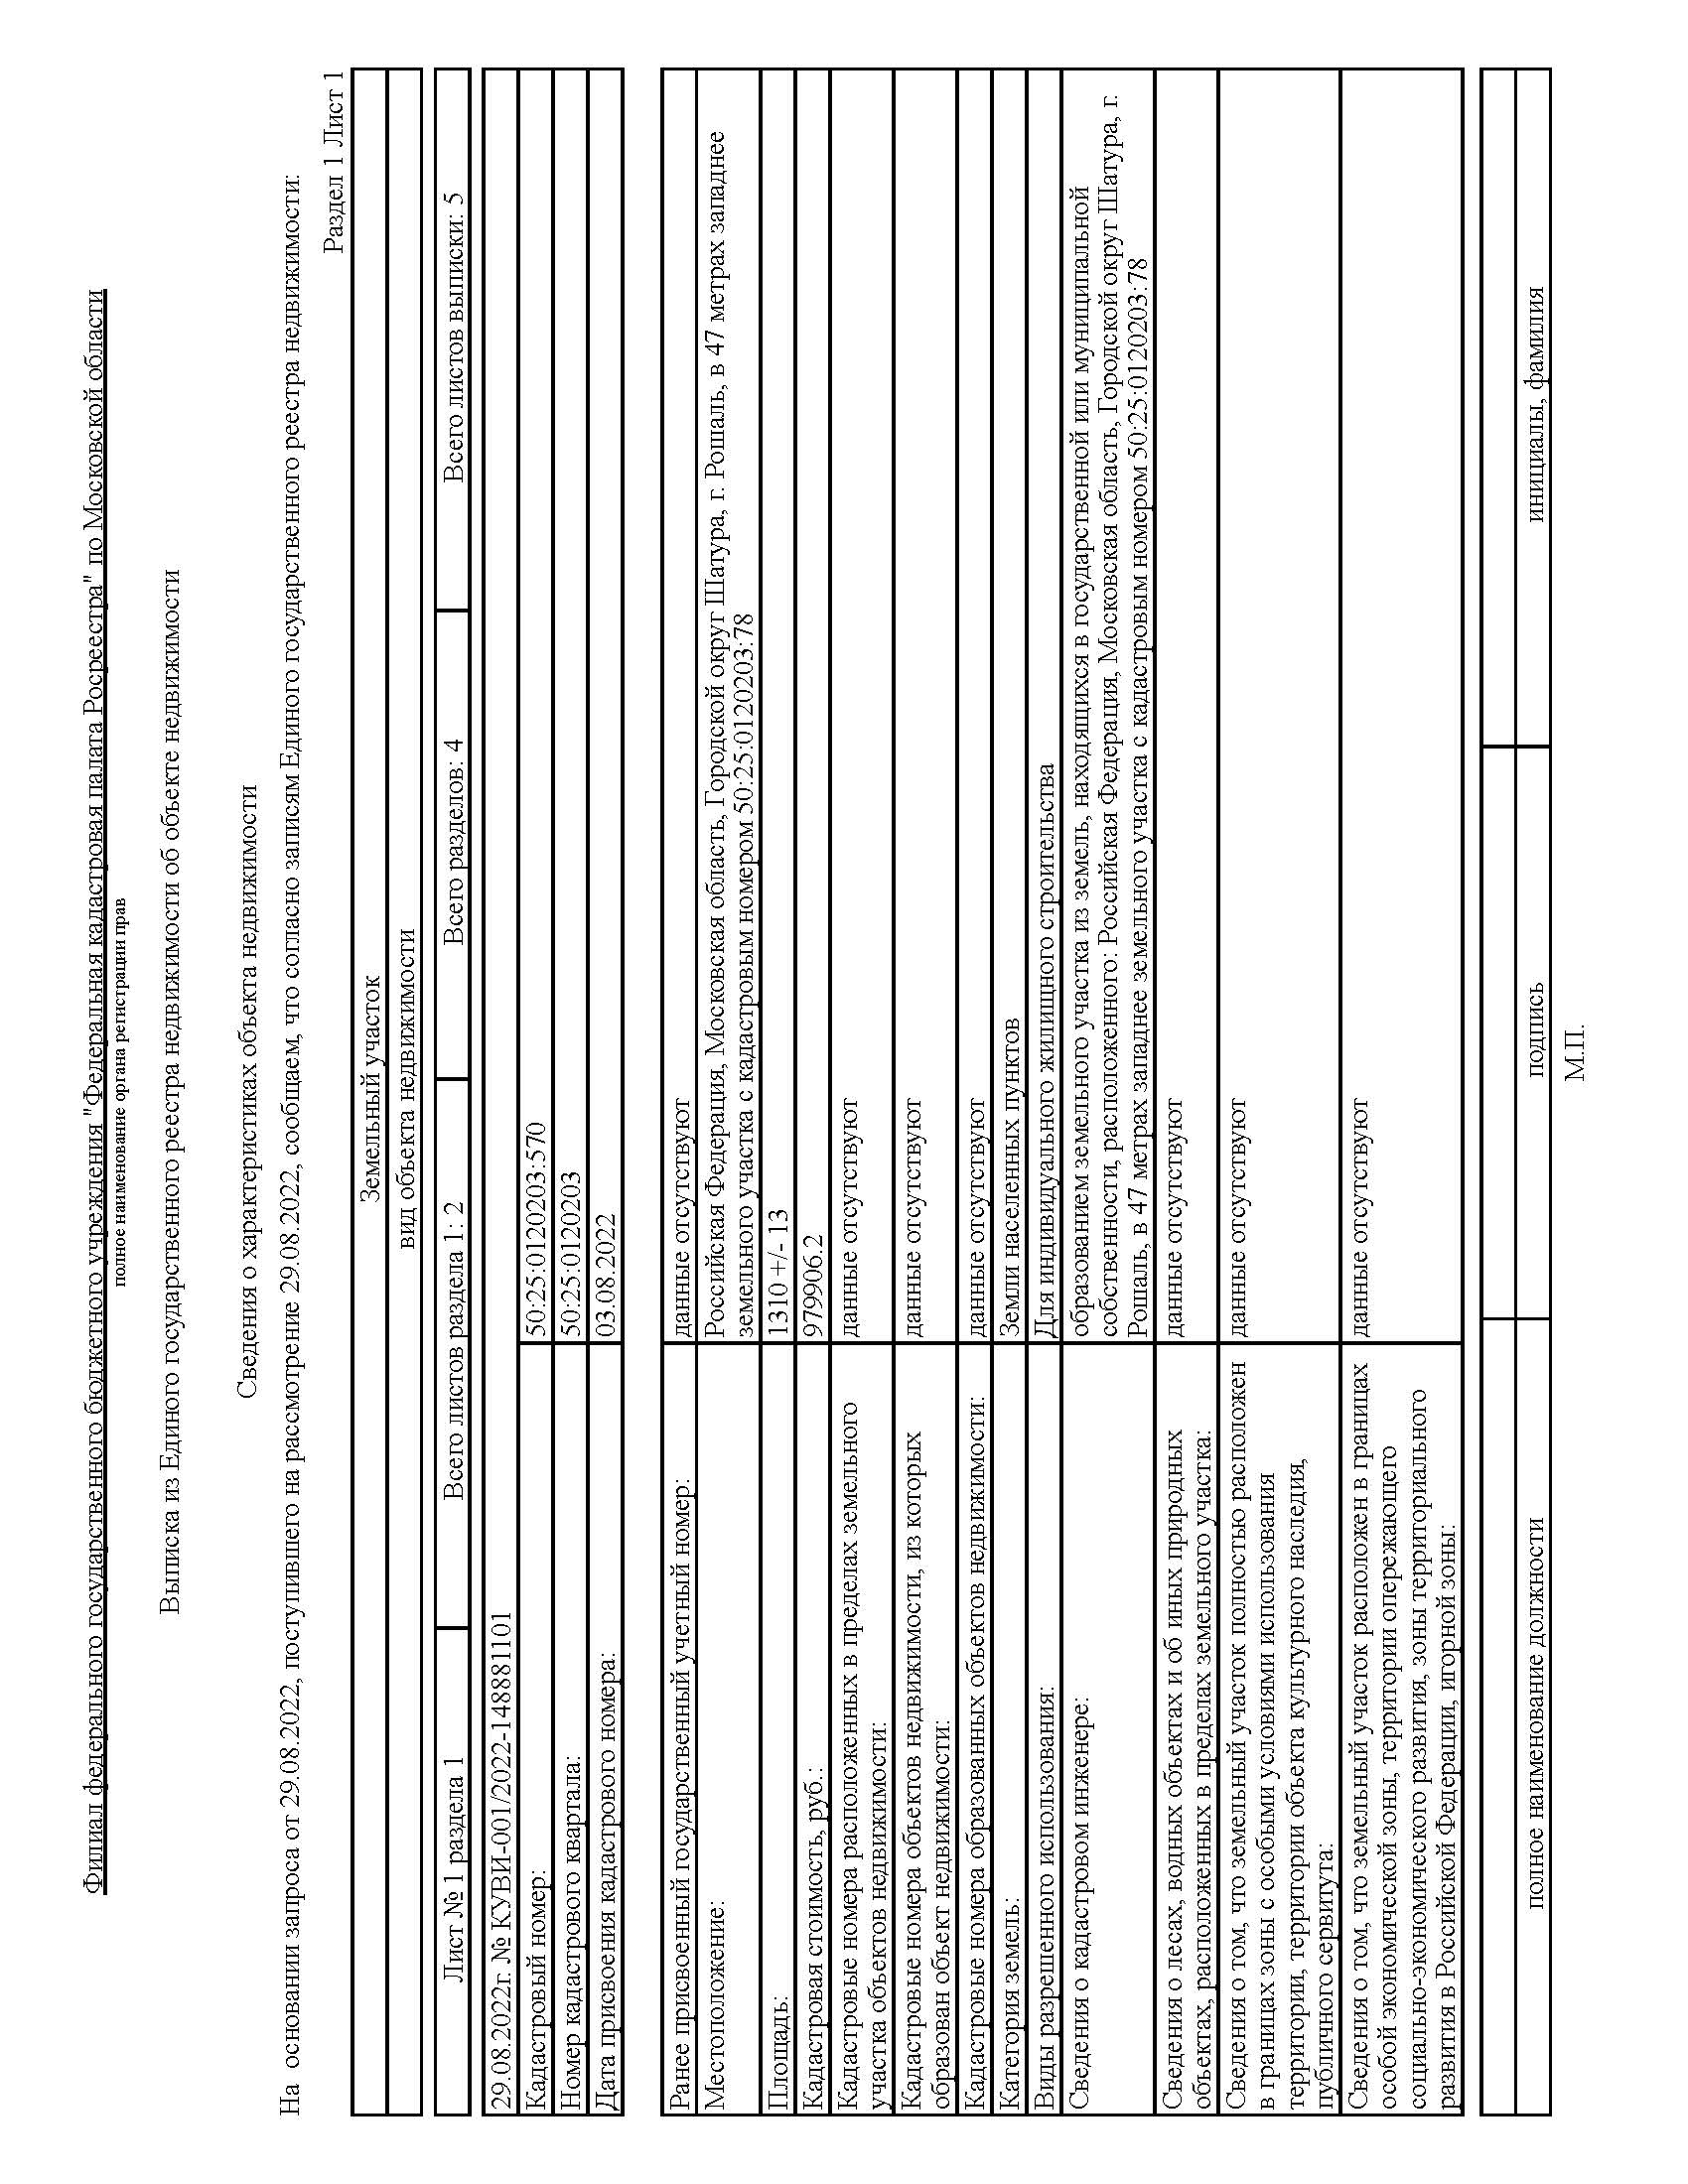 Филиал федерального государственного бюджетного учреждения "Федеральная кадастровая палата Росреестра" по Московской области
полное наименование органа регистрации прав
Выписка из Единого государственного реестра недвижимости об объекте недвижимости
Сведения о характеристиках объекта недвижимости
На основании запроса от 29.08.2022, поступившего на рассмотрение 29.08.2022, сообщаем, что согласно записям Единого государственного реестра недвижимости:
Раздел 1 Лист 1
Земельный участок
вид объекта недвижимости
Лист № 1 раздела 1
Всего листов раздела 1: 2
Всего разделов: 4
Всего листов выписки: 5
29.08.2022г. № КУВИ-001/2022-148881101
Кадастровый номер:
50:25:0120203:570
Номер кадастрового квартала:
50:25:0120203
Дата присвоения кадастрового номера:
03.08.2022
Ранее присвоенный государственный учетный номер:
данные отсутствуют
Местоположение:
Российская Федерация, Московская область, Городской округ Шатура, г. Рошаль, в 47 метрах западнее
земельного участка с кадастровым номером 50:25:0120203:78
Площадь:
1310 +/- 13
Кадастровая стоимость, руб.:
979906.2
Кадастровые номера расположенных в пределах земельного
участка объектов недвижимости:
данные отсутствуют
Кадастровые номера объектов недвижимости, из которых
образован объект недвижимости:
данные отсутствуют
Кадастровые номера образованных объектов недвижимости:
данные отсутствуют
Категория земель:
Земли населенных пунктов
Виды разрешенного использования:
Для индивидуального жилищного строительства
Сведения о кадастровом инженере:
образованием земельного участка из земель, находящихся в государственной или муниципальной
собственности, расположенного: Российская Федерация, Московская область, Городской округ Шатура, г.
Рошаль, в 47 метрах западнее земельного участка с кадастровым номером 50:25:0120203:78
Сведения о лесах, водных объектах и об иных природных
объектах, расположенных в пределах земельного участка:
данные отсутствуют
Сведения о том, что земельный участок полностью расположен
в границах зоны с особыми условиями использования
территории, территории объекта культурного наследия,
публичного сервитута:
данные отсутствуют
Сведения о том, что земельный участок расположен в границах
особой экономической зоны, территории опережающего
социально-экономического развития, зоны территориального
развития в Российской Федерации, игорной зоны:
данные отсутствуют
полное наименование должности
подпись
инициалы, фамилия
М.П.